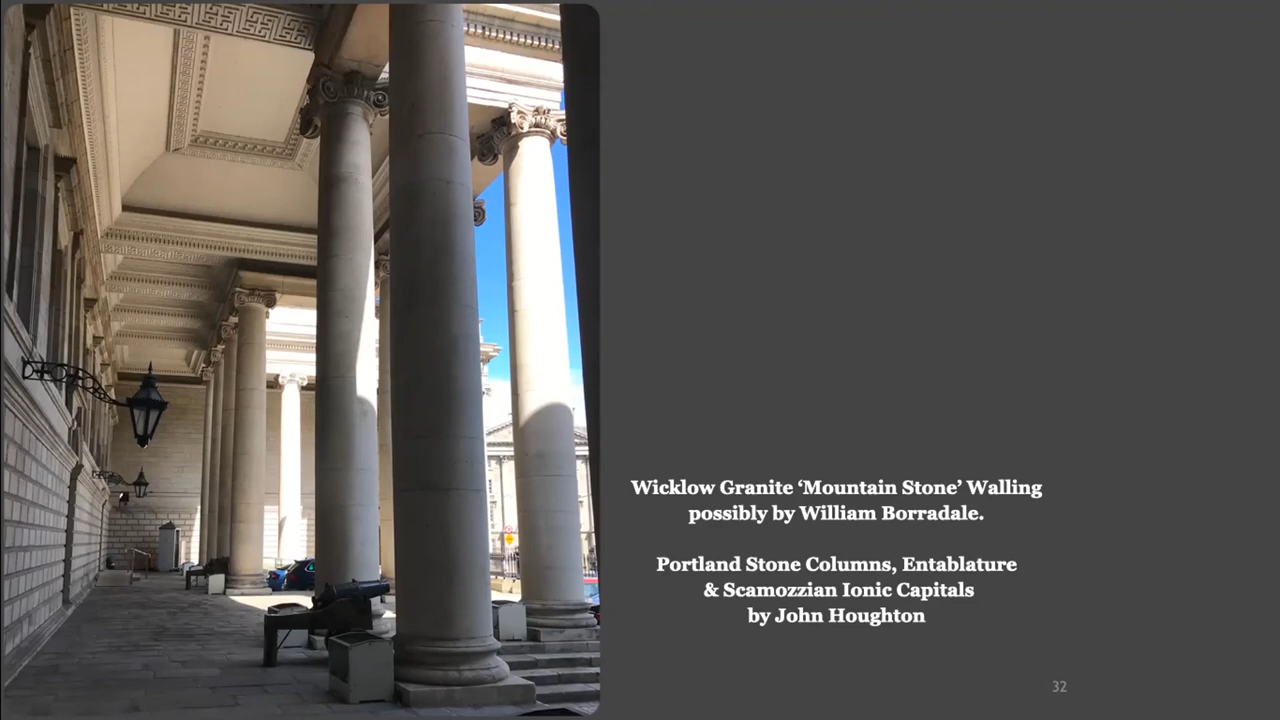 Wicklow Granite ‘Mountain Stone’ Walling
possibly by William Borradale.
Portland Stone Columns, Entablature
& Scamozzian Ionic Capitals
by John Houghton
32